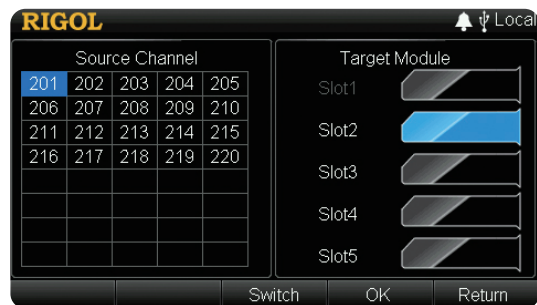 RIGOL Local
Source Channel
201 202 203 204 205
206 207 208 209 210
211 212 213 214 215
216 217 218 219 220
Target Module
Slot1
Slot2
Slot3
Slot4
Slot5
Switch OK Return